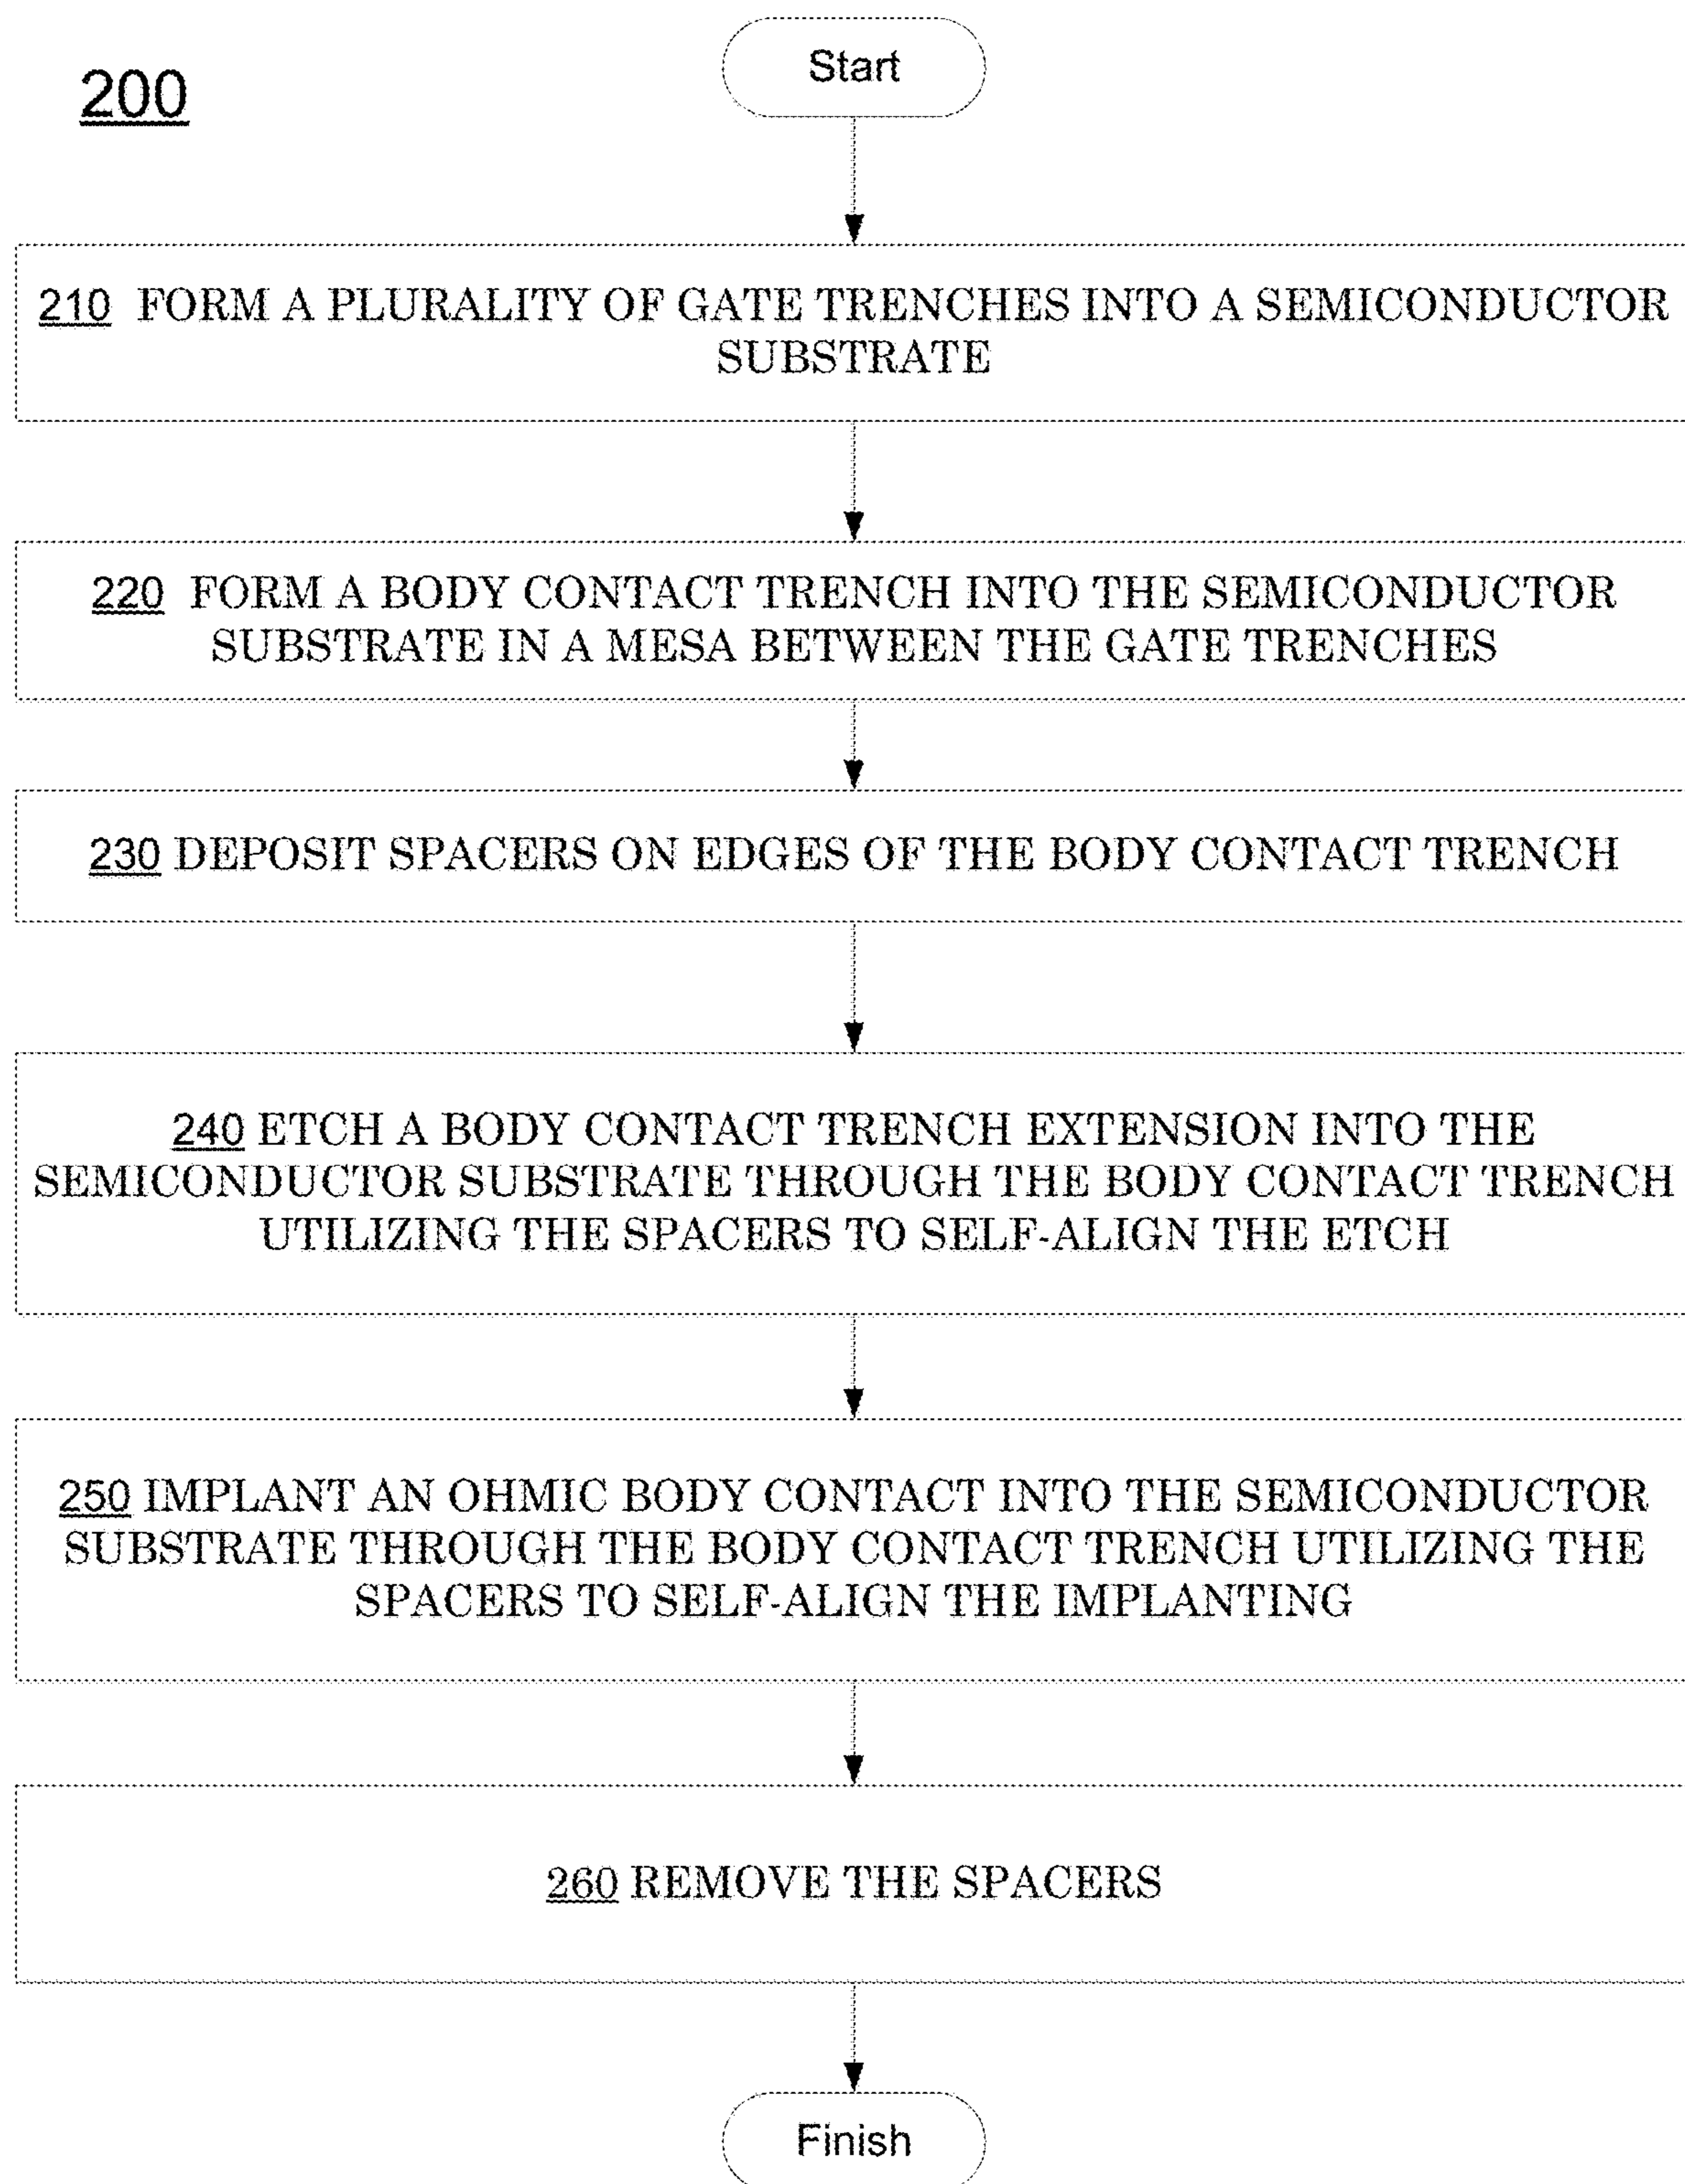 200
Start
210 FORM A PLURALITY OF GATE TRENCHES INTO A SEMICONDUCTOR
SUBSTRATE
220 FORM A BODY CONTACT TRENCH INTO THE SEMICONDUCTOR
SUBSTRATE IN A MESA BETWEEN THE GATE TRENCHES
230 DEPOSIT SPACERS ON EDGES OF THE BODY CONTACT TRENCH
240 ETCH A BODY CONTACT TRENCH EXTENSION INTO THE
SEMICONDUCTOR SUBSTRATE THROUGH THE BODY CONTACT TRENCH
UTILIZING THE SPACERS TO SELF-ALIGN THE ETCH
250 IMPLANT AN OHMIC BODY CONTACT INTO THE SEMICONDUCTOR
SUBSTRATE THROUGH THE BODY CONTACT TRENCH UTILIZING THE
SPACERS TO SELF-ALIGN THE IMPLANTING
260 REMOVE THE SPACERS
Finish